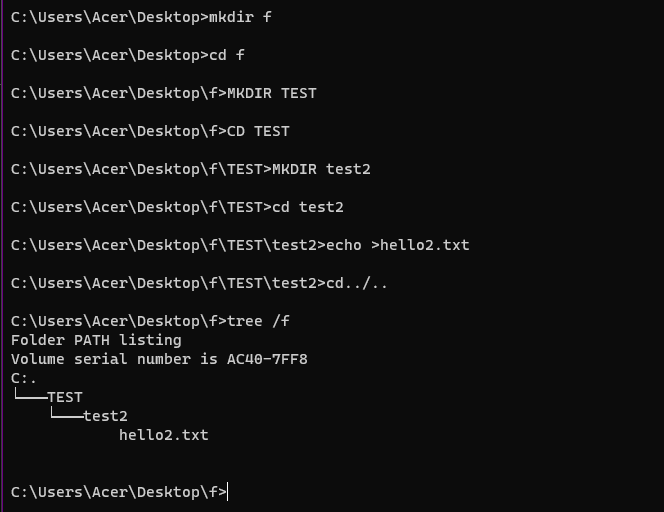 C:\Users\Acer\Desktop>mkdir f
C:\Users\Acer\Desktop>cd f
C:\Users\Acer\Desktop\f>MKDIR TEST
C:\Users\Acer\Desktop\f>CD TEST
C:\Users\Acer\Desktop\f\TEST>MKDIR test2
C:\Users\Acer\Desktop\f\TEST>cd test2
C:\Users\Acer\Desktop\f\TEST\test2>echo >hello2.txt
C:\Users\Acer\Desktop\f\TEST\test2>cd../..
C:\Users\Acer\Desktop\f>tree /f
Folder PATH listing
Volume serial number is AC40-7FF8
C:.
└───TEST
    └───test2
            hello2.txt
C:\Users\Acer\Desktop\f>